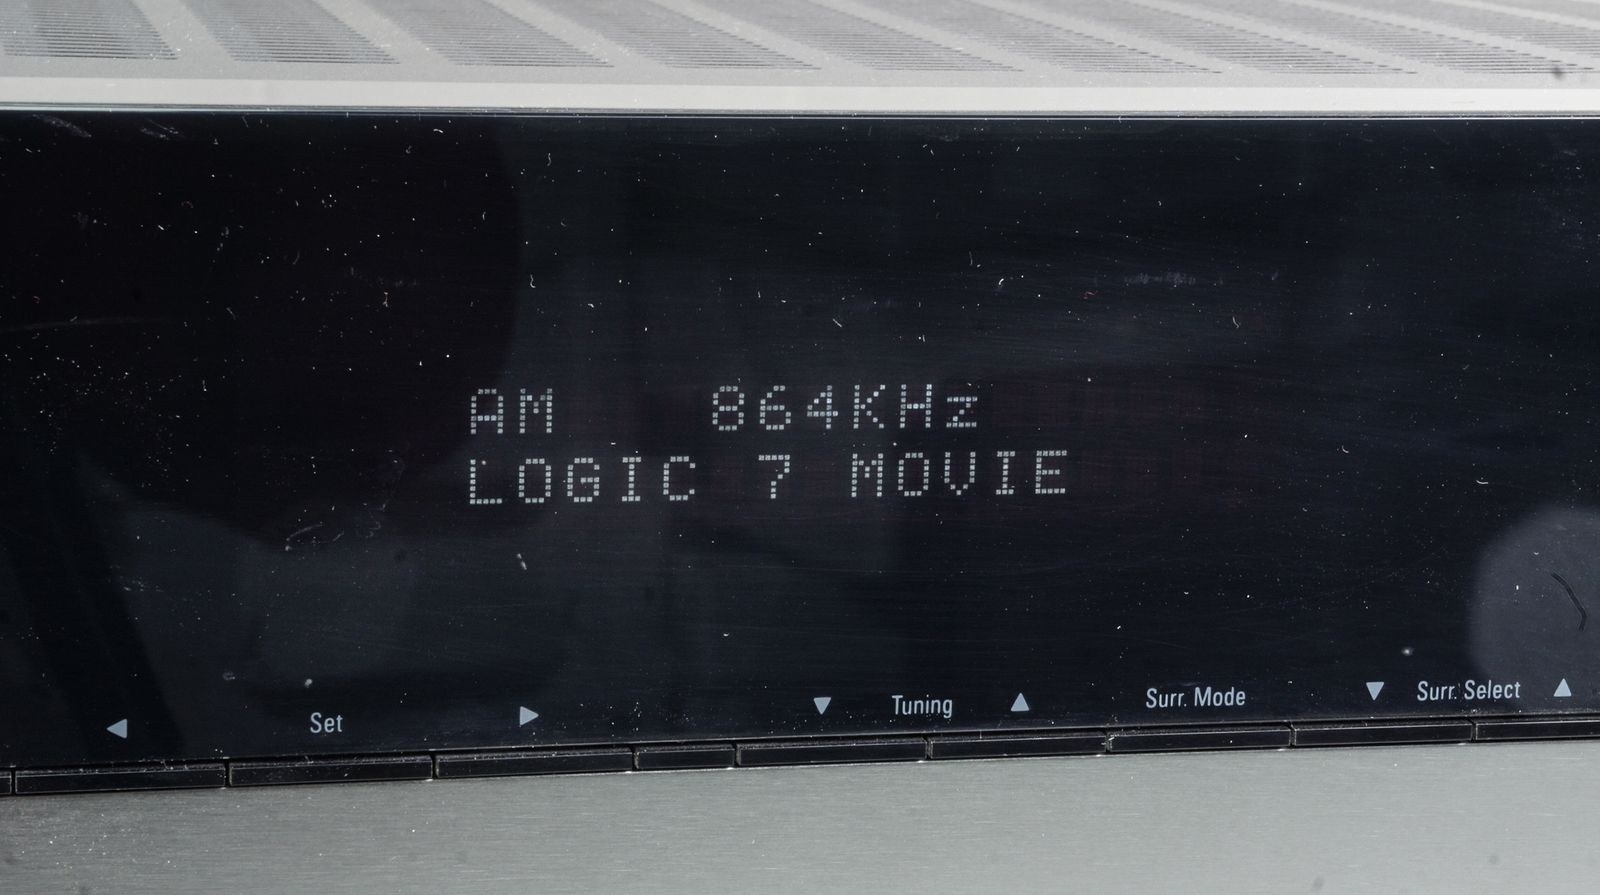 AM 864KHz
LOGIC 7 MOVIE
Set
Tuning
Surr. Mode
Surr. Select